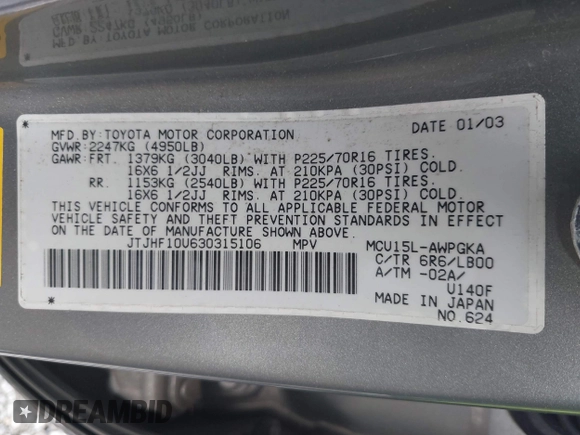 MFD.BY:TOYOTA MOTOR CORPORATION DATE 01/03
GVWR:2247KG (4950LB)
GAWR:FRT. 1379KG (3040LB) WITH P225/70R16 TIRES.
16X6 1/2JJ RIMS. AT 210KPA (30PSI) COLD.
RR. 1153KG (2540LB) WITH P225/70R16 TIRES.
16X6 1/2JJ RIMS. AT 210KPA (30PSI) COLD.
THIS VEHICLE CONFORMS TO ALL APPLICABLE FEDERAL MOTOR
VEHICLE SAFETY AND THEFT PREVENTION STANDARDS IN EFFECT
ON THE DATE OF MANUFACTURE SHOWN ABOVE.
JTJHF10U630315106 MPV MCU15L-AWPGKA
C/TR 6R6/LB00
A/TM -02A/
U140F
MADE IN JAPAN
NO.624
DREAMBID